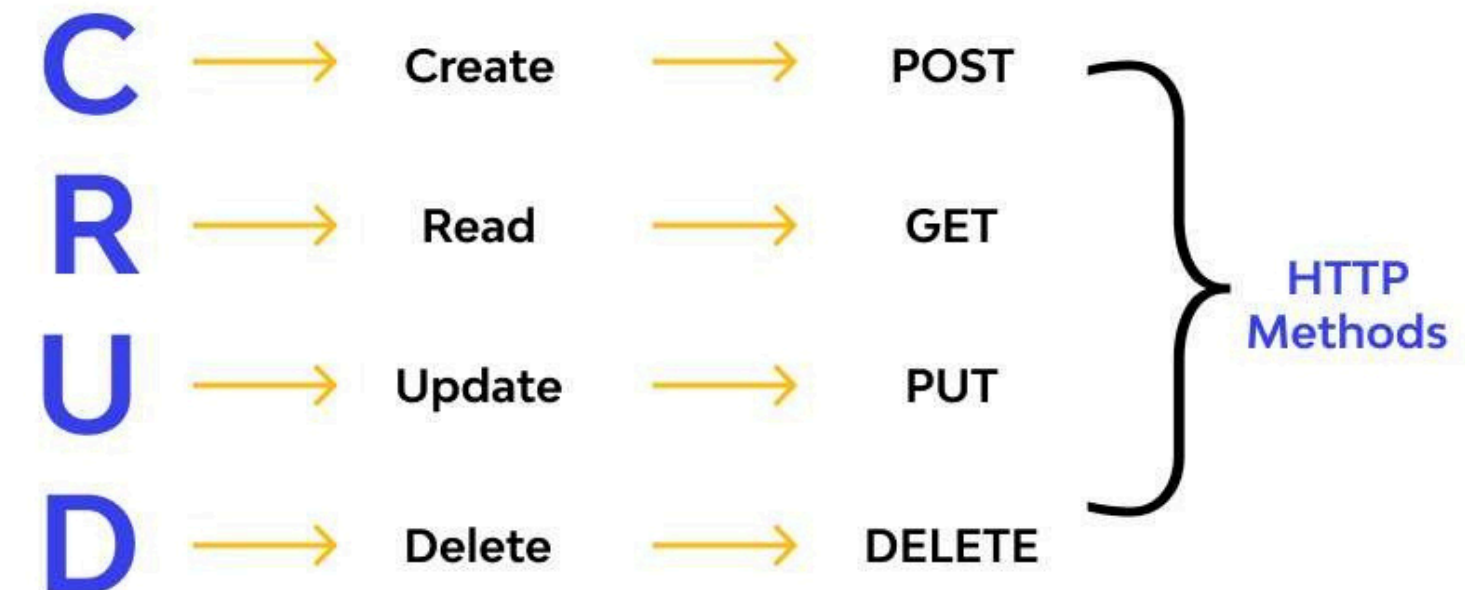 C Create POST
R Read GET
U Update PUT
D Delete DELETE
HTTP
Methods